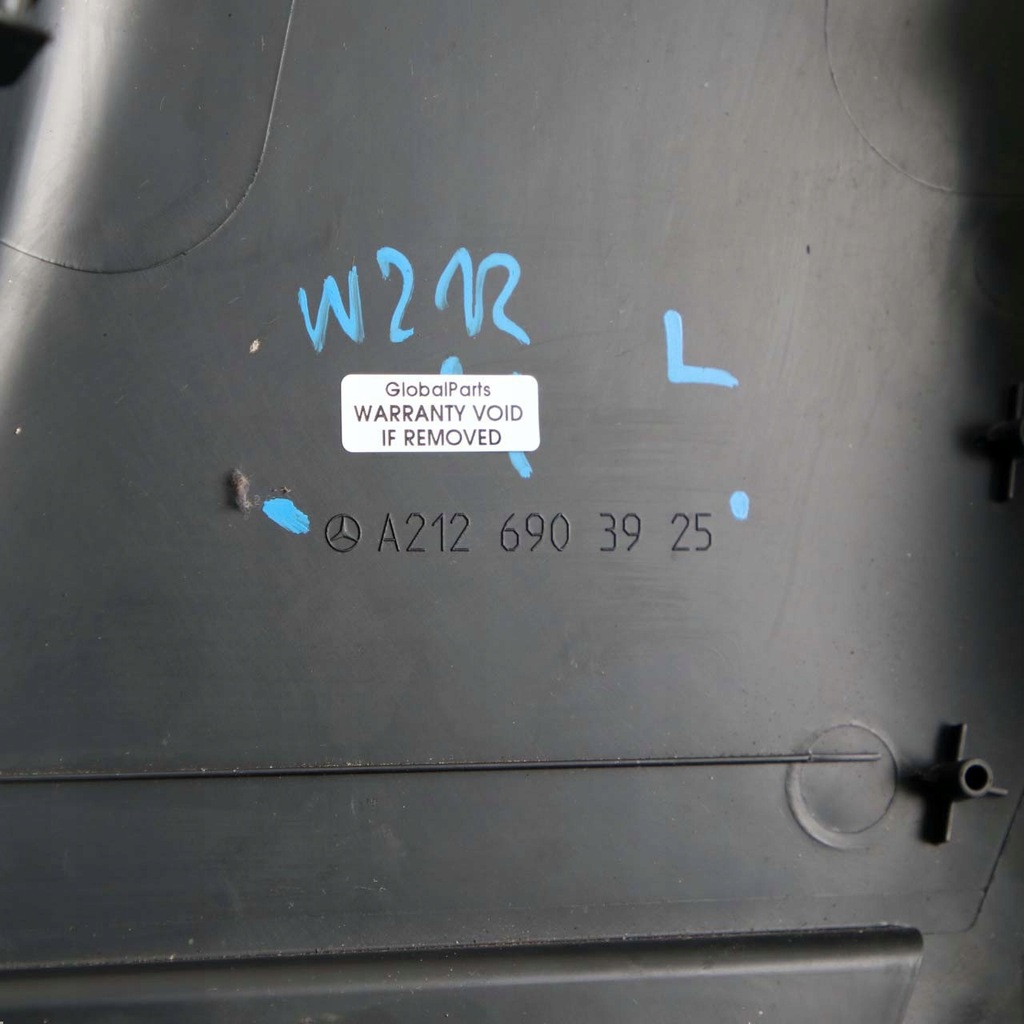 W212
L
GlobalParts
WARRANTY VOID
IF REMOVED
A212 690 39 25